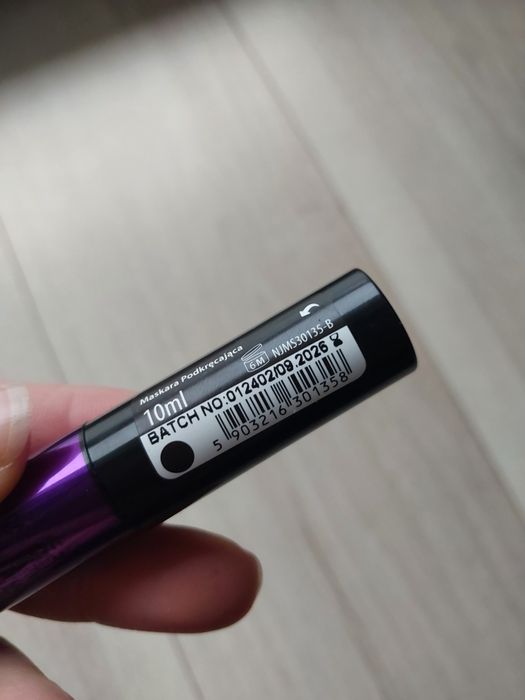 Maskara Podkręcająca
10ml
6M
NJMS30135-B
BATCH NO:012402/09.2026
5 903216 301358